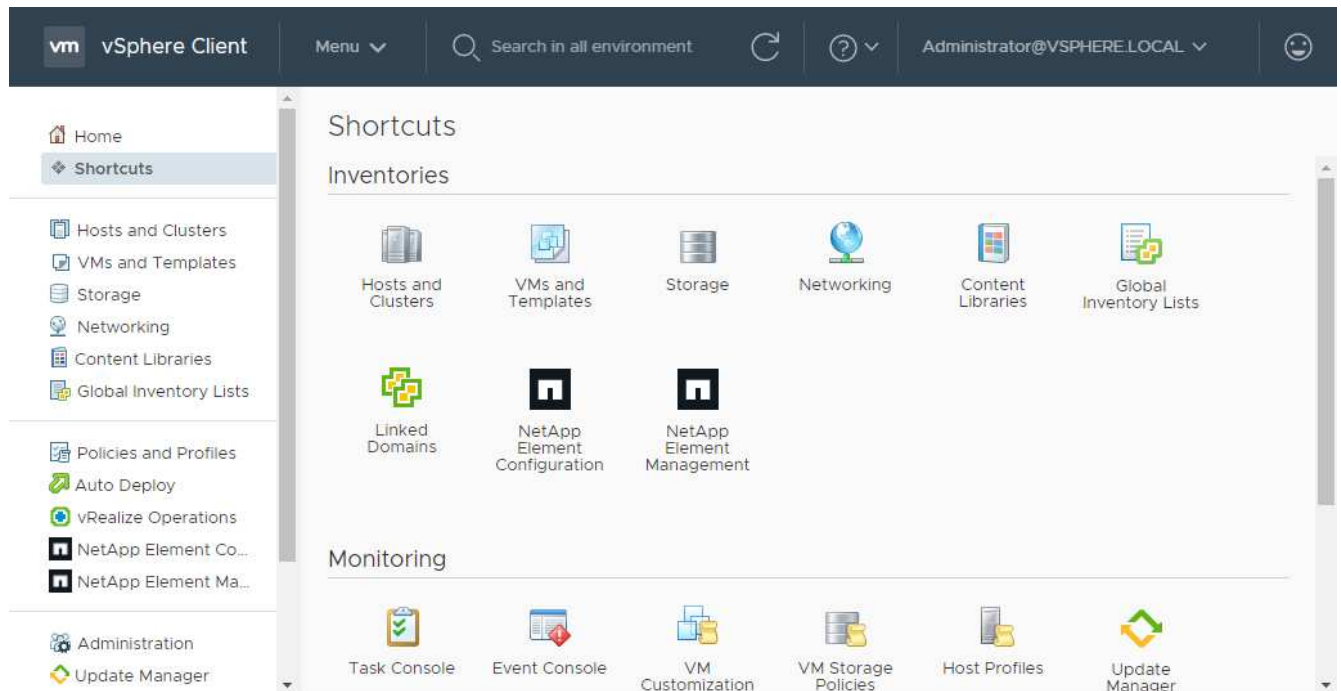 vm vSphere Client Menu Search in all environment Administrator@VSPHERE.LOCAL
Home
Shortcuts
Hosts and Clusters
VMs and Templates
Storage
Networking
Content Libraries
Global Inventory Lists
Policies and Profiles
Auto Deploy
vRealize Operations
NetApp Element Co...
NetApp Element Ma...
Administration
Update Manager
Shortcuts
Inventories
Hosts and
Clusters
VMs and
Templates
Storage
Networking
Content
Libraries
Global
Inventory Lists
Linked
Domains
NetApp
Element
Configuration
NetApp
Element
Management
Monitoring
Task Console
Event Console
VM
Customization
VM Storage
Policies
Host Profiles
Update
Manager